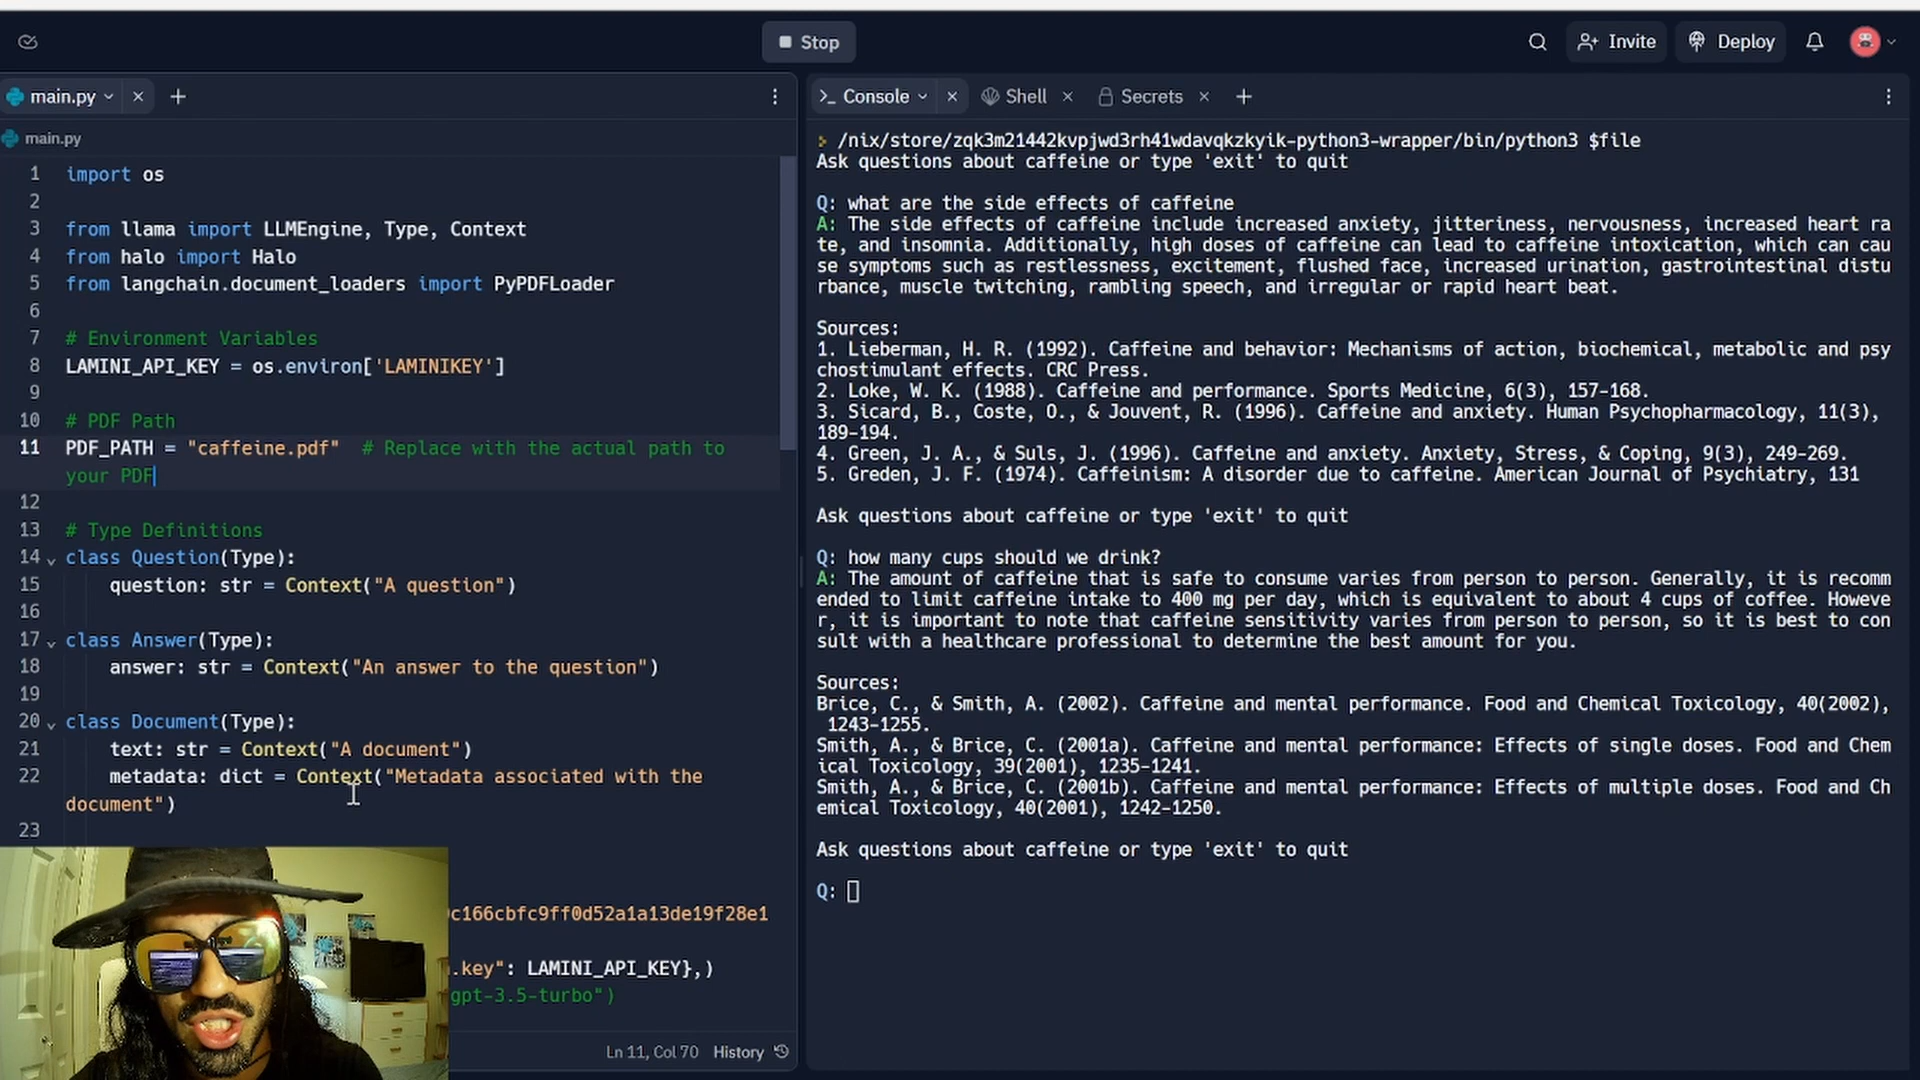 Stop
Invite
Deploy
main.py
main.py
1 import os
2
3 from llama import LLMEngine, Type, Context
4 from halo import Halo
5 from langchain.document_loaders import PyPDFLoader
6
7 # Environment Variables
8 LAMINI_API_KEY = os.environ['LAMINIKEY']
9
10 # PDF Path
11 PDF_PATH = "caffeine.pdf"  # Replace with the actual path to
your PDF
12
13 # Type Definitions
14 class Question(Type):
15 question: str = Context("A question")
16
17 class Answer(Type):
18 answer: str = Context("An answer to the question")
19
20 class Document(Type):
21 text: str = Context("A document")
22 metadata: dict = Context("Metadata associated with the
document")
23
c166cbfc9ff0d52a1a13de19f28e1
.key": LAMINI_API_KEY},)
gpt-3.5-turbo")
Ln 11, Col 70 History
Console
Shell
Secrets
/nix/store/zqk3m21442kvpjwd3rh41wdavqkzkyik-python3-wrapper/bin/python3 $file
Ask questions about caffeine or type 'exit' to quit
Q: what are the side effects of caffeine
A: The side effects of caffeine include increased anxiety, jitteriness, nervousness, increased heart ra
te, and insomnia. Additionally, high doses of caffeine can lead to caffeine intoxication, which can cau
se symptoms such as restlessness, excitement, flushed face, increased urination, gastrointestinal distu
rbance, muscle twitching, rambling speech, and irregular or rapid heart beat.
Sources:
1. Lieberman, H. R. (1992). Caffeine and behavior: Mechanisms of action, biochemical, metabolic and psy
chostimulant effects. CRC Press.
2. Loke, W. K. (1988). Caffeine and performance. Sports Medicine, 6(3), 157-168.
3. Sicard, B., Coste, O., & Jouvent, R. (1996). Caffeine and anxiety. Human Psychopharmacology, 11(3),
189-194.
4. Green, J. A., & Suls, J. (1996). Caffeine and anxiety. Anxiety, Stress, & Coping, 9(3), 249-269.
5. Greden, J. F. (1974). Caffeinism: A disorder due to caffeine. American Journal of Psychiatry, 131
Ask questions about caffeine or type 'exit' to quit
Q: how many cups should we drink?
A: The amount of caffeine that is safe to consume varies from person to person. Generally, it is recomm
ended to limit caffeine intake to 400 mg per day, which is equivalent to about 4 cups of coffee. Howeve
r, it is important to note that caffeine sensitivity varies from person to person, so it is best to con
sult with a healthcare professional to determine the best amount for you.
Sources:
Brice, C., & Smith, A. (2002). Caffeine and mental performance. Food and Chemical Toxicology, 40(2002),
1243-1255.
Smith, A., & Brice, C. (2001a). Caffeine and mental performance: Effects of single doses. Food and Chem
ical Toxicology, 39(2001), 1235-1241.
Smith, A., & Brice, C. (2001b). Caffeine and mental performance: Effects of multiple doses. Food and Ch
emical Toxicology, 40(2001), 1242-1250.
Ask questions about caffeine or type 'exit' to quit
Q: